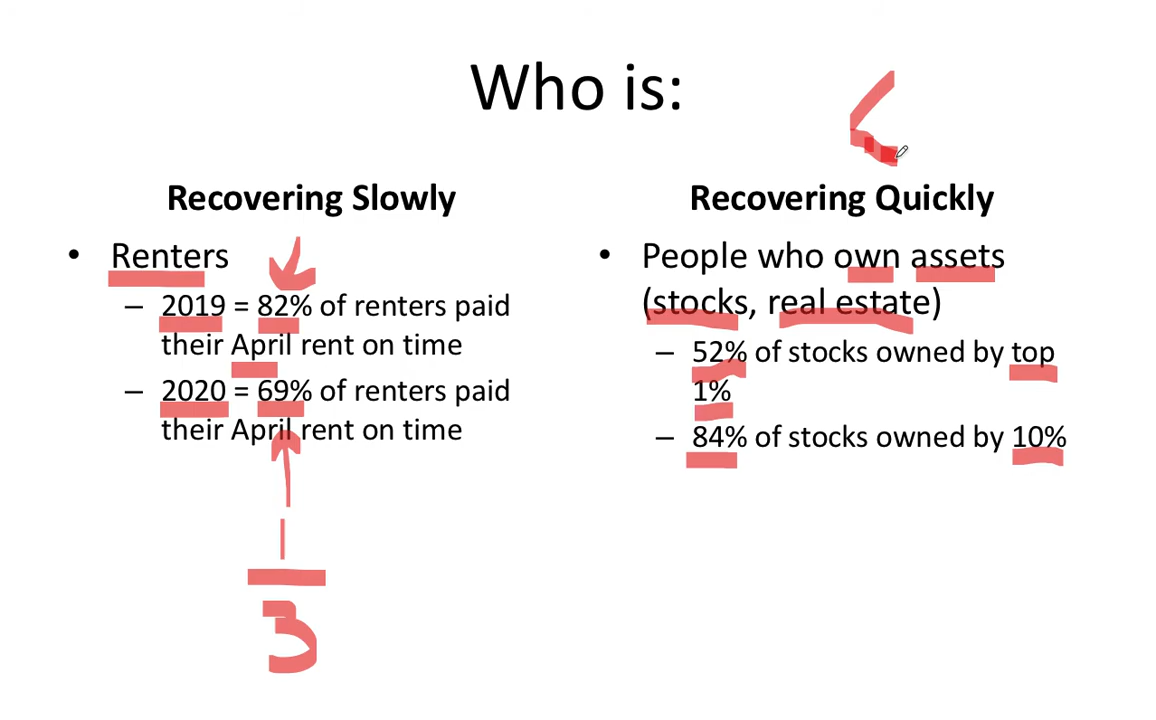 Who is:
Recovering Slowly
• Renters
– 2019 = 82% of renters paid
their April rent on time
– 2020 = 69% of renters paid
their April rent on time
1
3
Recovering Quickly
• People who own assets
(stocks, real estate)
– 52% of stocks owned by top
1%
– 84% of stocks owned by 10%